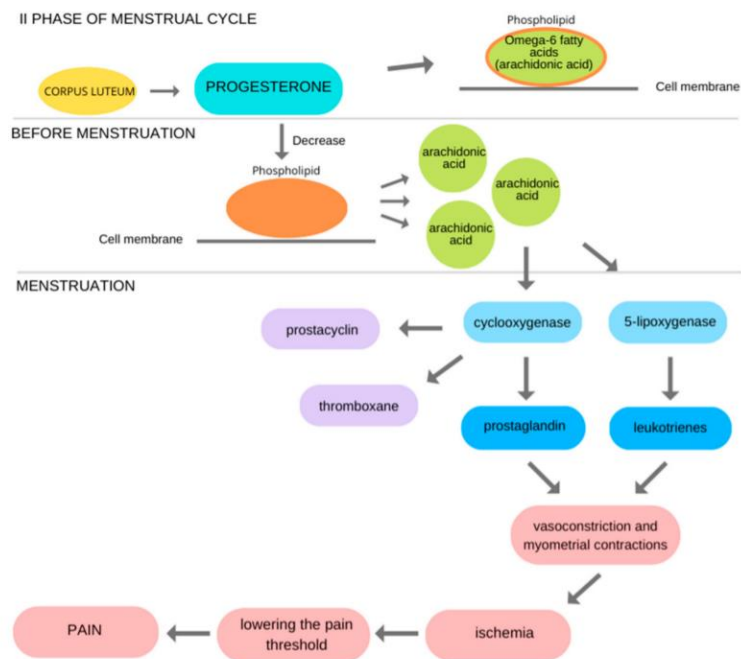 II PHASE OF MENSTRUAL CYCLE
Phospholipid
Omega-6 fatty
acids
(arachidonic acid)
CORPUS LUTEUM
PROGESTERONE
Cell membrane
BEFORE MENSTRUATION
Decrease
Phospholipid
arachidonic
acid
arachidonic
acid
arachidonic
acid
Cell membrane
MENSTRUATION
prostacyclin
cyclooxygenase
5-lipoxygenase
thromboxane
prostaglandin
leukotrienes
vasoconstriction and
myometrial contractions
PAIN
lowering the pain
threshold
ischemia